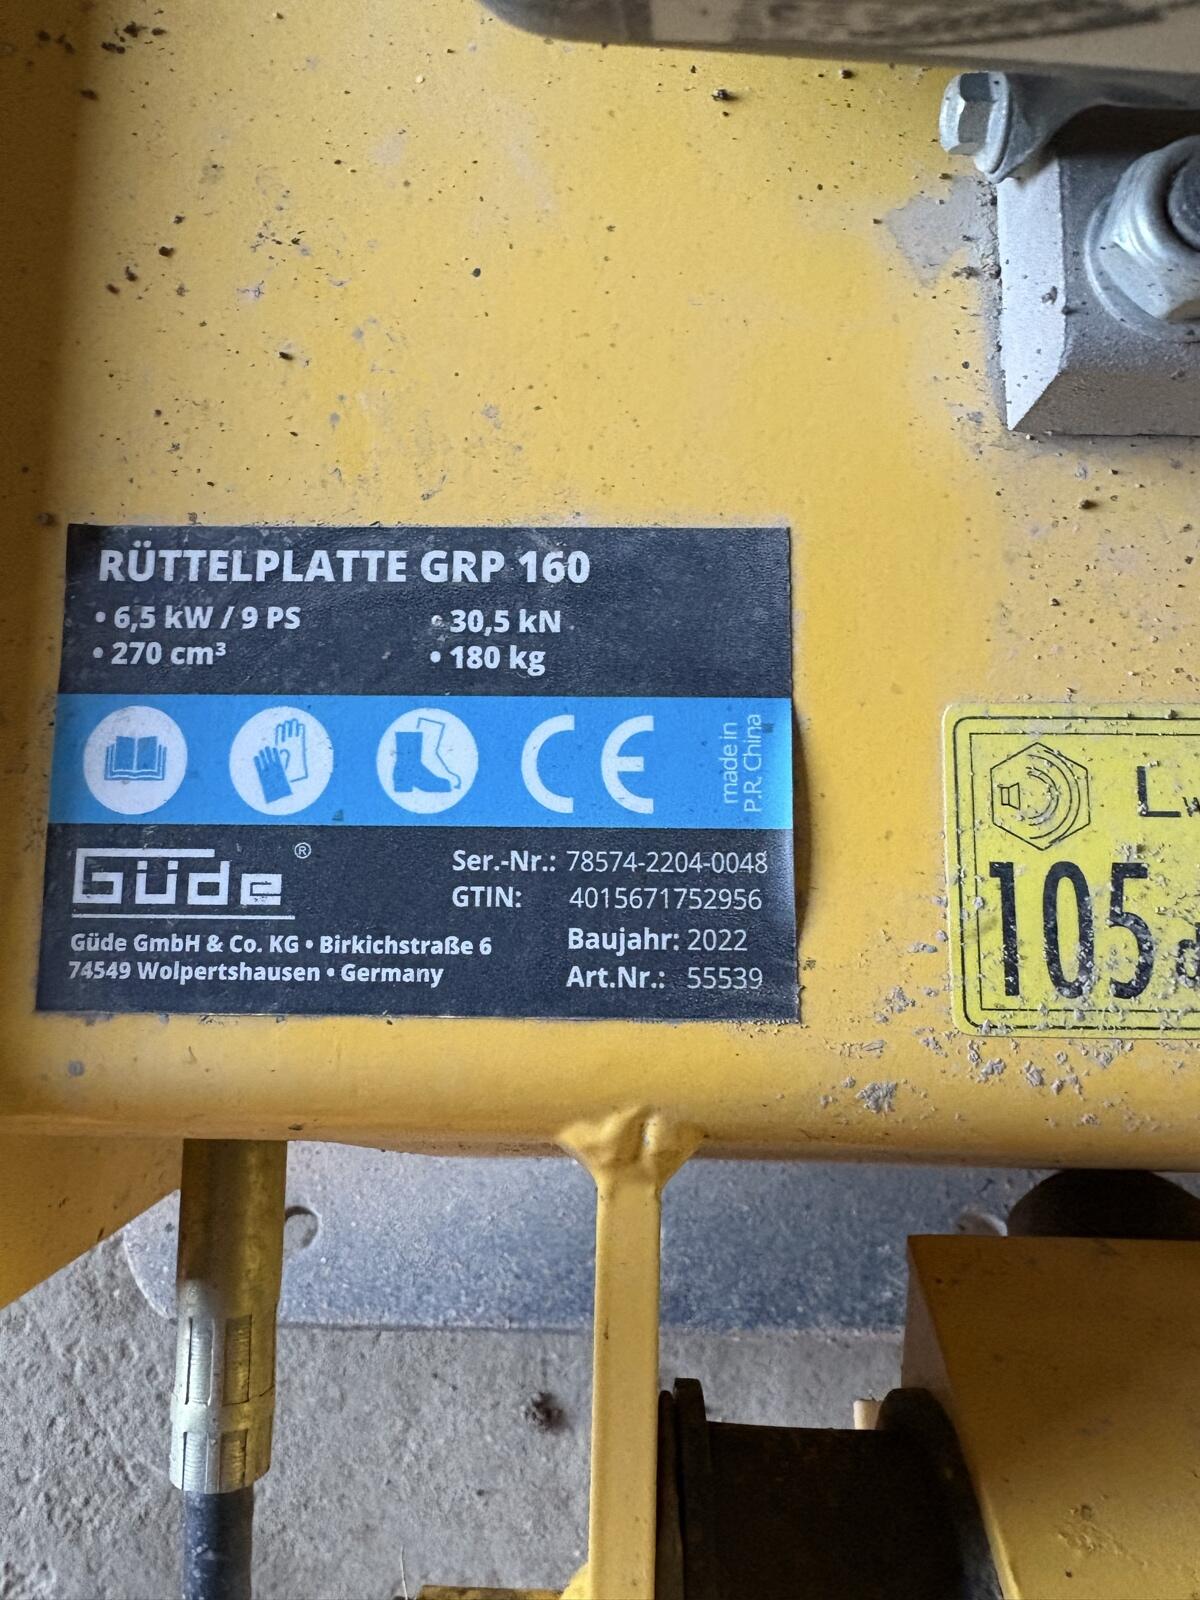 RÜTTELPLATTE GRP 160
• 6,5 kW / 9 PS
• 30,5 kN
• 270 cm³
• 180 kg
CE
made in
P.R. China
Güde®
Ser.-Nr.: 78574-2204-0048
GTIN: 4015671752956
Güde GmbH & Co. KG • Birkichstraße 6
74549 Wolpertshausen • Germany
Baujahr: 2022
Art.Nr.: 55539
105